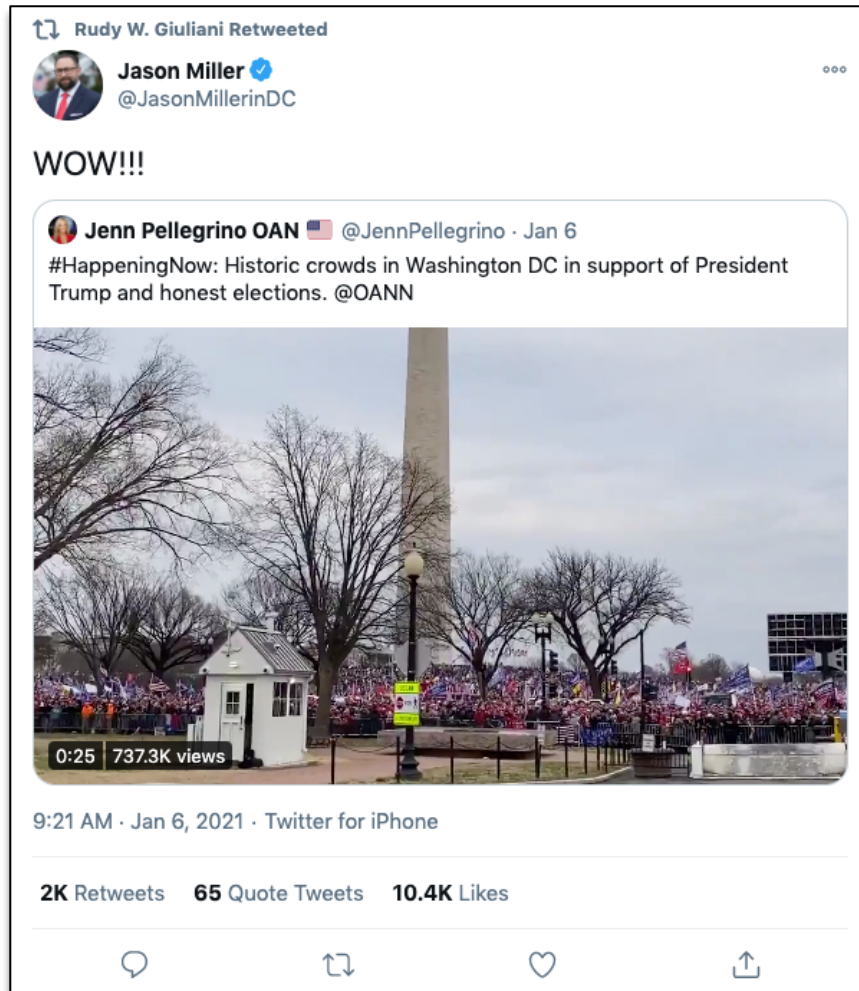 Rudy W. Giuliani Retweeted
Jason Miller
@JasonMillerinDC
WOW!!!
Jenn Pellegrino OAN 🇺🇸 @JennPellegrino · Jan 6
#HappeningNow: Historic crowds in Washington DC in support of President
Trump and honest elections. @OANN
0:25 737.3K views
9:21 AM · Jan 6, 2021 · Twitter for iPhone
2K Retweets 65 Quote Tweets 10.4K Likes